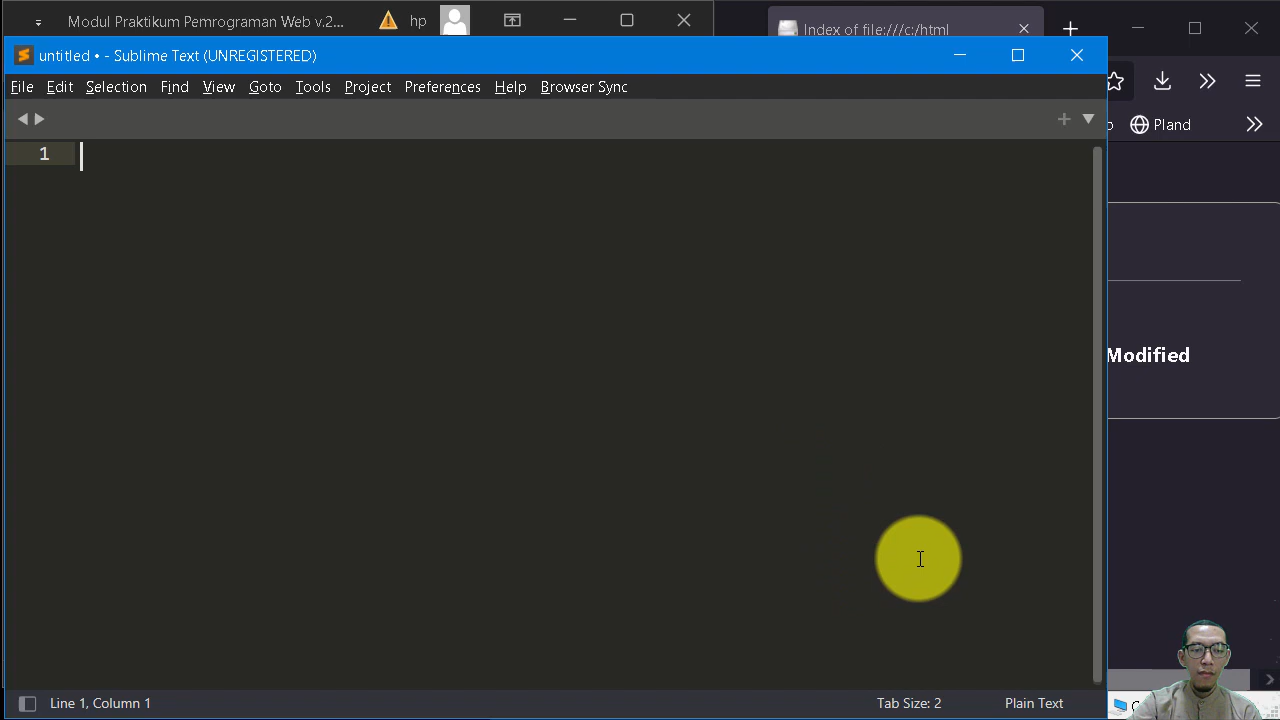 Modul Praktikum Pemrograman Web v.2...
hp
Index of file:///c:/html
untitled • - Sublime Text (UNREGISTERED)
File Edit Selection Find View Goto Tools Project Preferences Help Browser Sync
Pland
1
Modified
Line 1, Column 1
Tab Size: 2
Plain Text